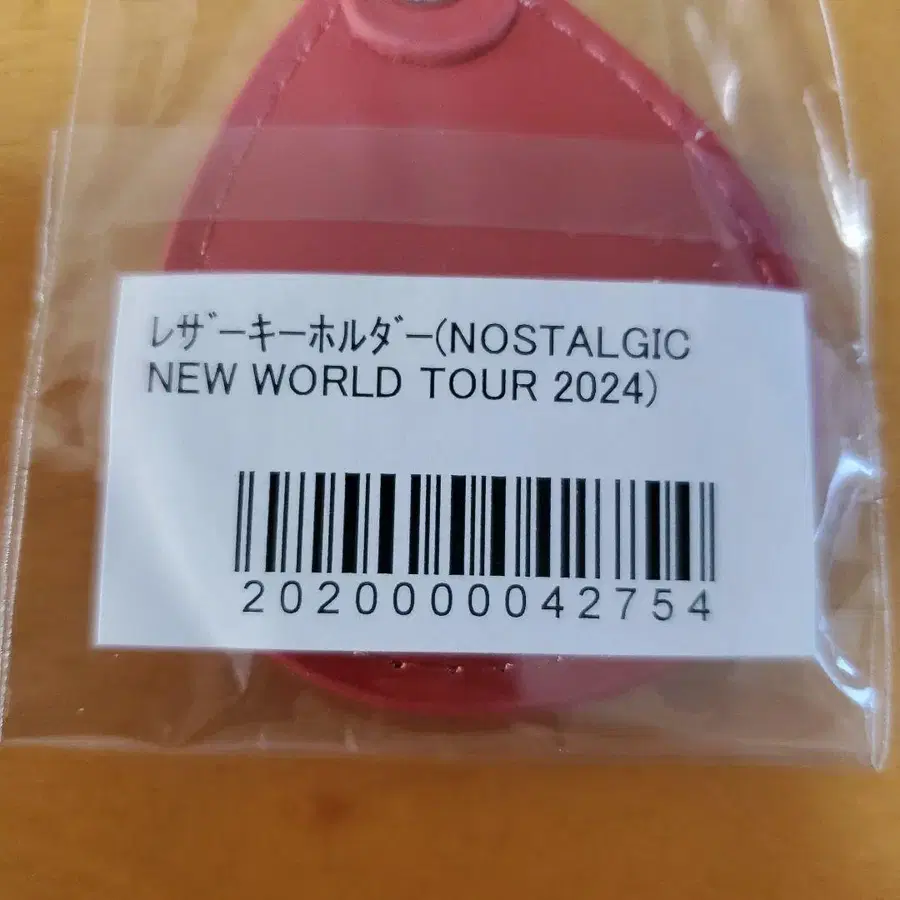 ﾚｻﾞｰｷｰﾎﾙﾀﾞｰ(NOSTALGIC
NEW WORLD TOUR 2024)
2020000042754